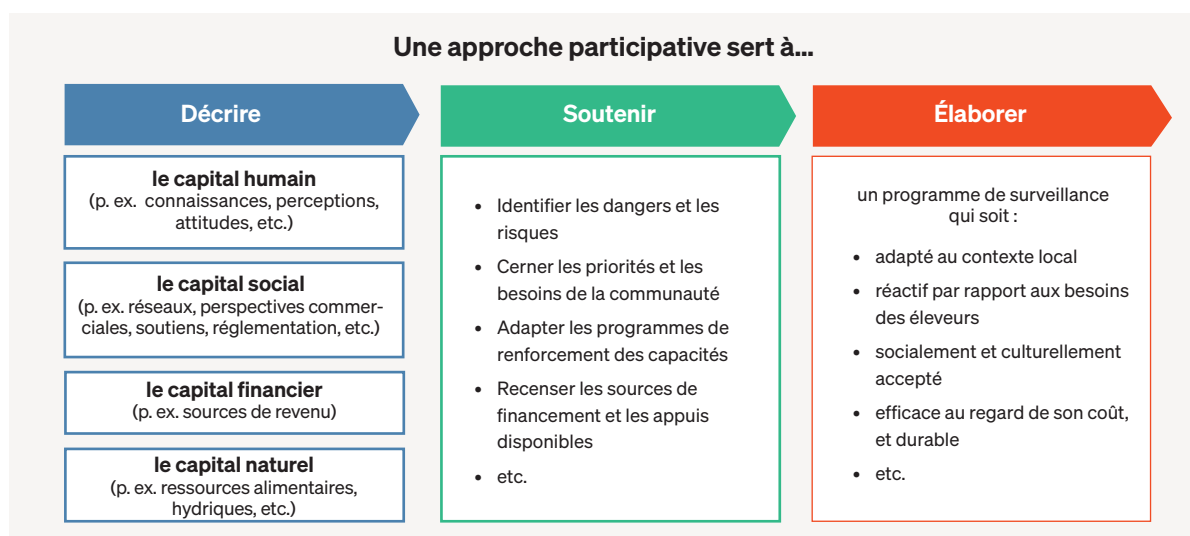 Une approche participative sert à...
Décrire
le capital humain
(p. ex. connaissances, perceptions,
attitudes, etc.)
le capital social
(p. ex. réseaux, perspectives commer-
ciales, soutiens, réglementation, etc.)
le capital financier
(p. ex. sources de revenu)
le capital naturel
(p. ex. ressources alimentaires,
hydriques, etc.)
Soutenir
• Identifier les dangers et les
risques
• Cerner les priorités et les
besoins de la communauté
• Adapter les programmes de
renforcement des capacités
• Recenser les sources de
financement et les appuis
disponibles
• etc.
Élaborer
un programme de surveillance
qui soit :
• adapté au contexte local
• réactif par rapport aux besoins
des éleveurs
• socialement et culturellement
accepté
• efficace au regard de son coût,
et durable
• etc.